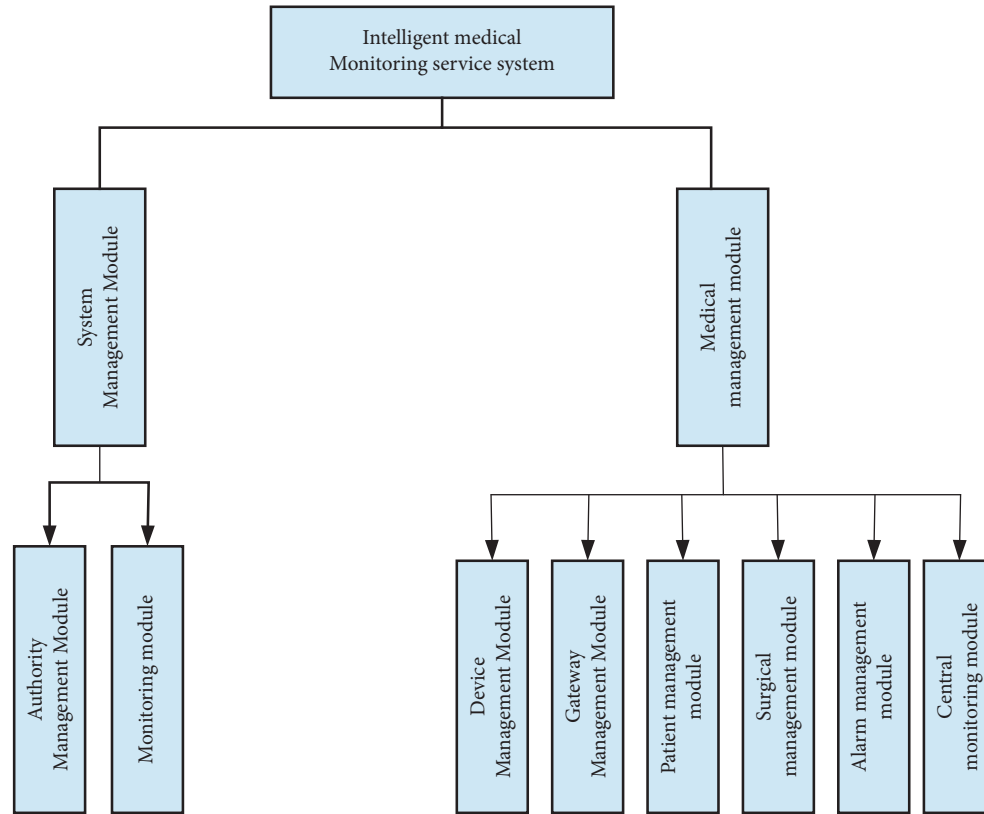 Intelligent medical
Monitoring service system
System
Management Module
Medical
management module
Authority
Management Module
Monitoring module
Device
Management Module
Gateway
Management Module
Patient management
module
Surgical
management module
Alarm management
module
Central
monitoring module